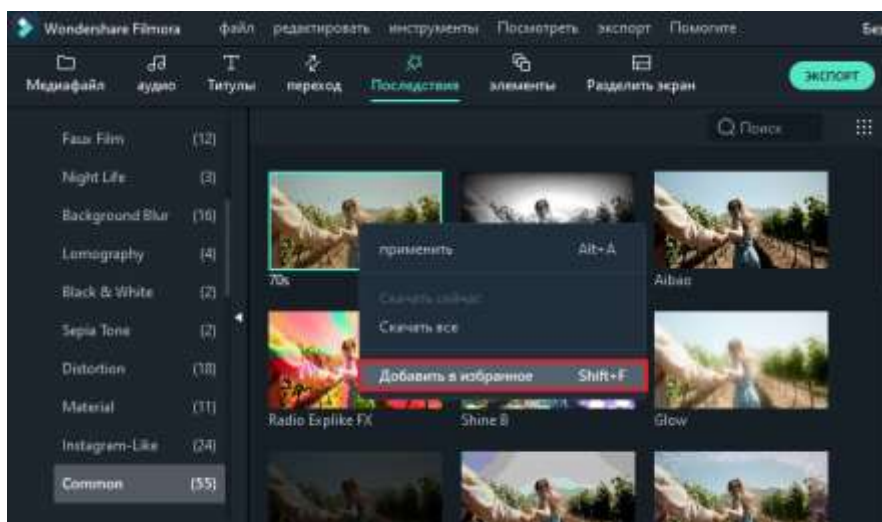 Wondershare Filmora файл редактировать инструменты Посмотреть экспорт Помогите Без
Медиафайл аудио Титулы переход Последствия элементы Разделить экран экспорт
Поиск
Faux Film (12)
Night Life (3)
Background Blur (16)
Lomography (4)
Black & White (2)
Sepia Tone (2)
Distortion (18)
Material (11)
Instagram-Like (24)
Common (55)
70s
Aibao
применить Alt+A
Скачать сейчас
Скачать все
Добавить в избранное Shift+F
Radio Explike FX Shine 8 Glow